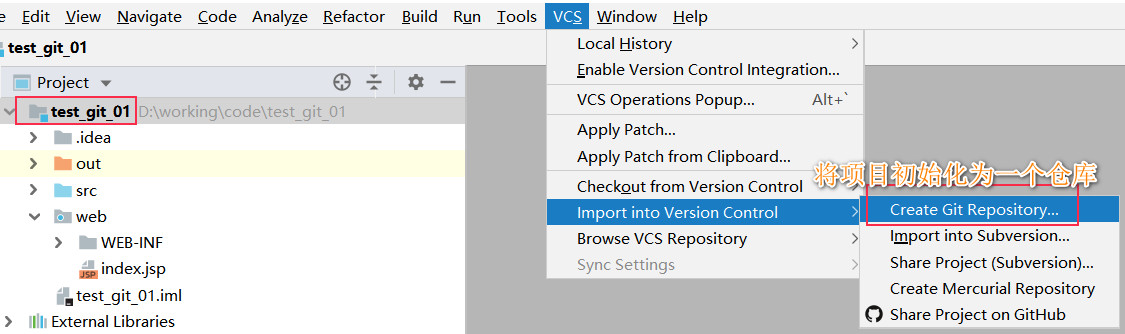 e Edit View Navigate Code Analyze Refactor Build Run Tools VCS Window Help
test_git_01
Project
test_git_01 D:\working\code\test_git_01
.idea
out
src
web
WEB-INF
index.jsp
JSP
test_git_01.iml
External Libraries
Local History
Enable Version Control Integration...
VCS Operations Popup... Alt+`
Apply Patch...
Apply Patch from Clipboard...
Checkout from Version Control
Import into Version Control
Browse VCS Repository
Sync Settings
将项目初始化为一个仓库
Create Git Repository...
Import into Subversion...
Share Project (Subversion)...
Create Mercurial Repository
Share Project on GitHub